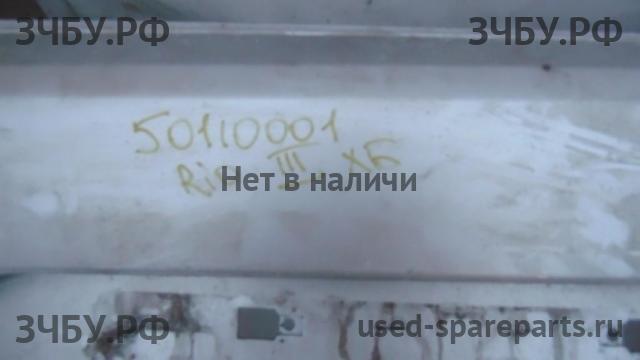 ЗЧБУ.РФ ЗЧБУ.РФ
50110001
Rio III ХБ
Нет в наличи
ЗЧБУ.РФ used-spareparts.ru